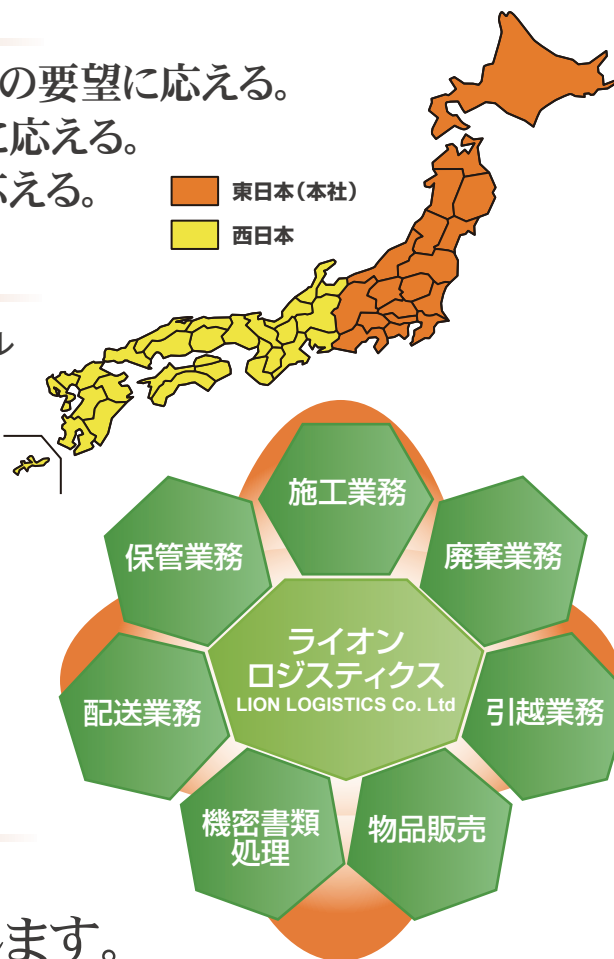 の要望に応える。
に応える。
応える。
東日本（本社）
西日本
ル
施工業務
保管業務
廃棄業務
ライオン
ロジスティクス
LION LOGISTICS Co. Ltd
配送業務
引越業務
機密書類
処理
物品販売
ます。